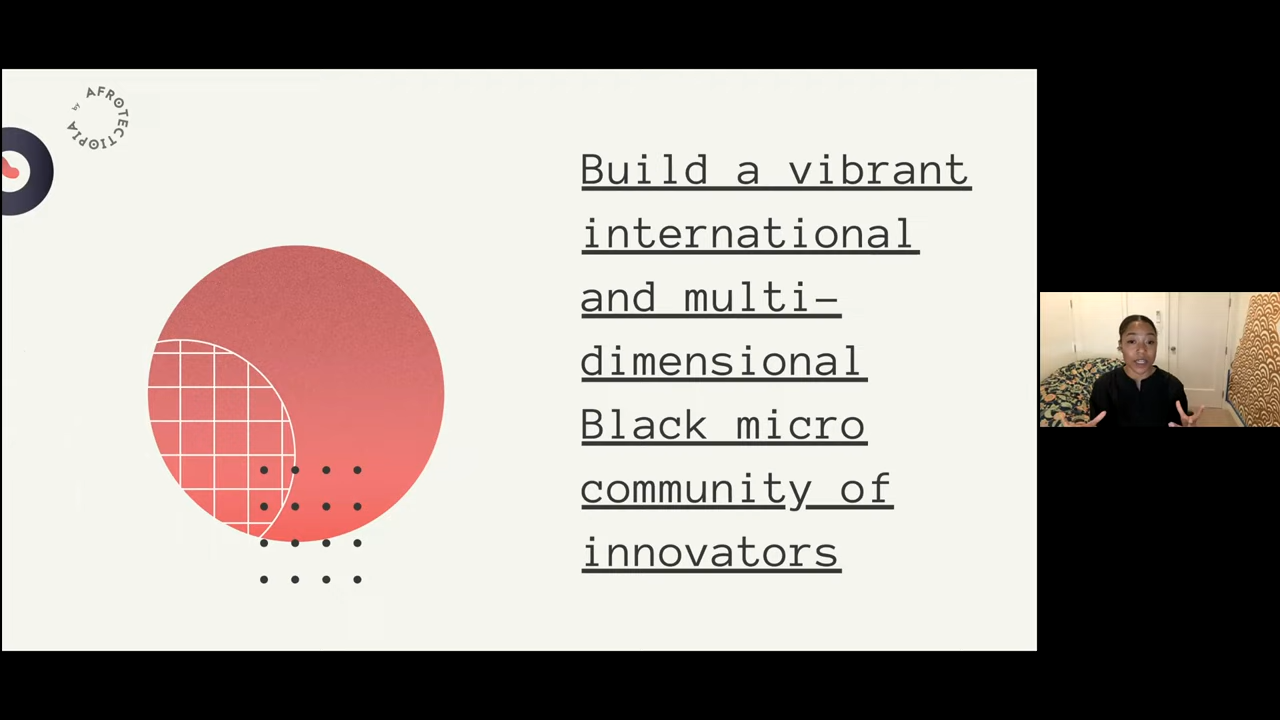 by AFROTECTIOPIA
Build a vibrant
international
and multi-
dimensional
Black micro
community of
innovators